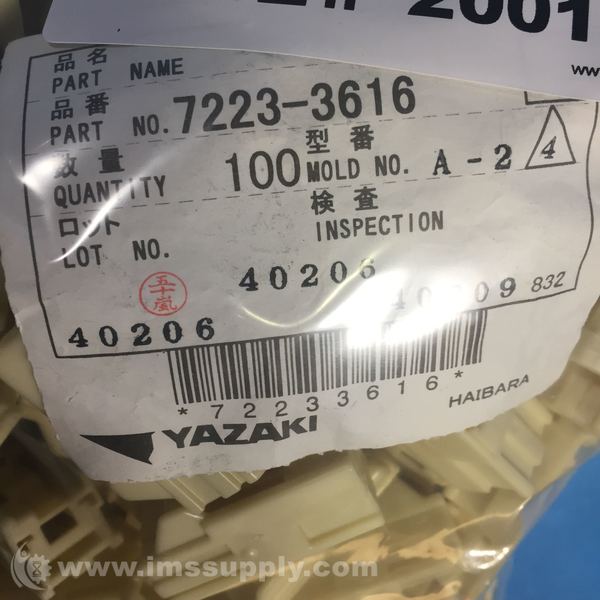 2001
www
品名
PART NAME
品番
PART NO. 7223-3616
数量
QUANTITY 100
型番
MOLD NO. A-2 4
ロット
LOT NO.
検査
INSPECTION
40206
40209 832
五十嵐
40206
*72233616*
HAIBARA
YAZAKI
www.imssupply.com